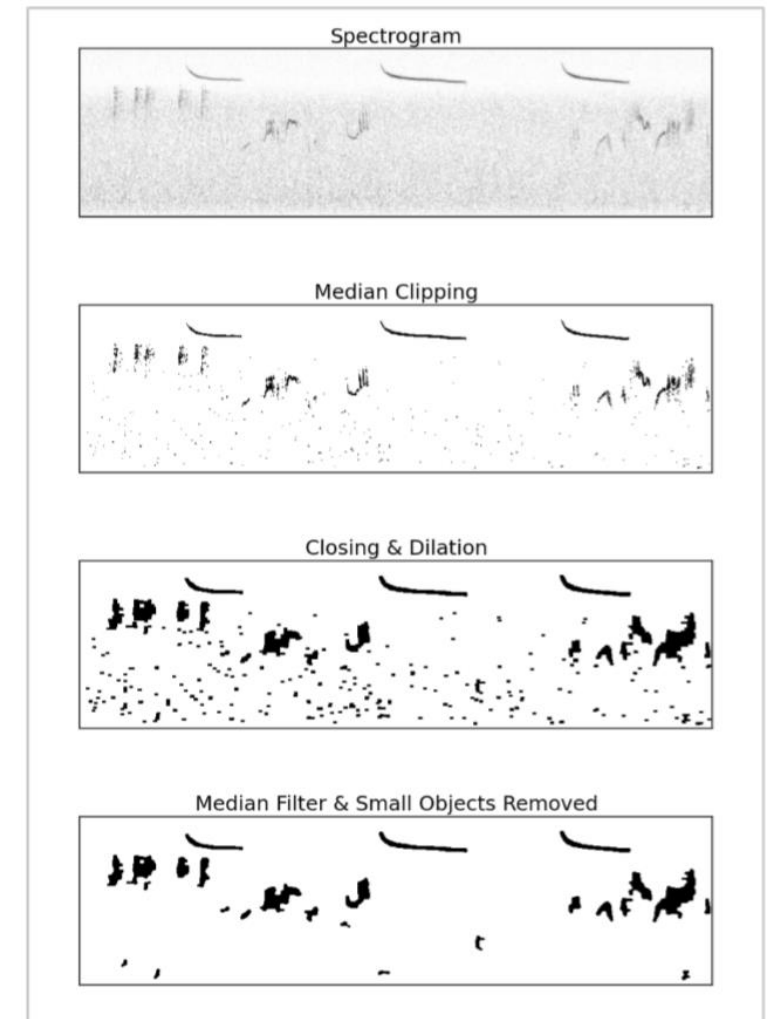 Spectrogram
Median Clipping
Closing & Dilation
Median Filter & Small Objects Removed